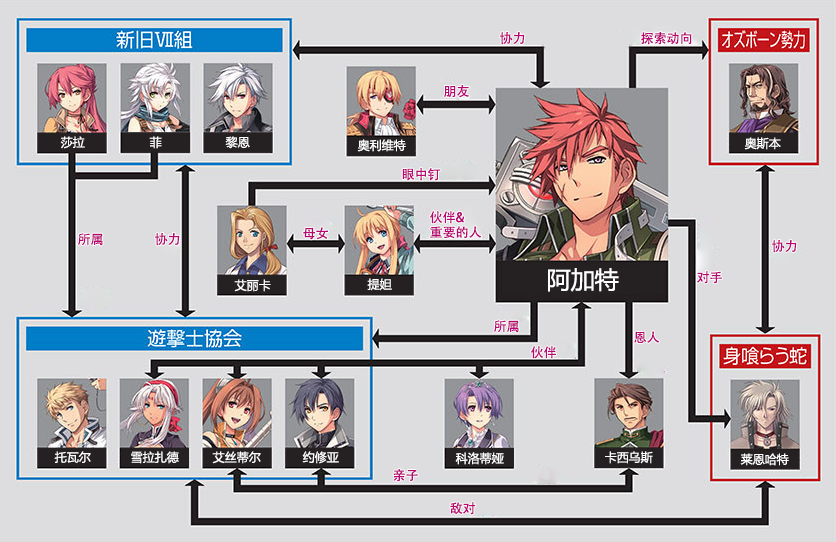 新旧Ⅶ組
协力
探索动向
オズボーン勢力
朋友
莎拉
菲
黎恩
奥利维特
奥斯本
眼中钉
所属
协力
母女
伙伴&
重要的人
艾丽卡
提妲
阿加特
对手
协力
遊撃士協会
所属
伙伴
恩人
身喰らう蛇
托瓦尔
雪拉扎德
艾丝蒂尔
约修亚
科洛蒂娅
卡西乌斯
莱恩哈特
亲子
敌对